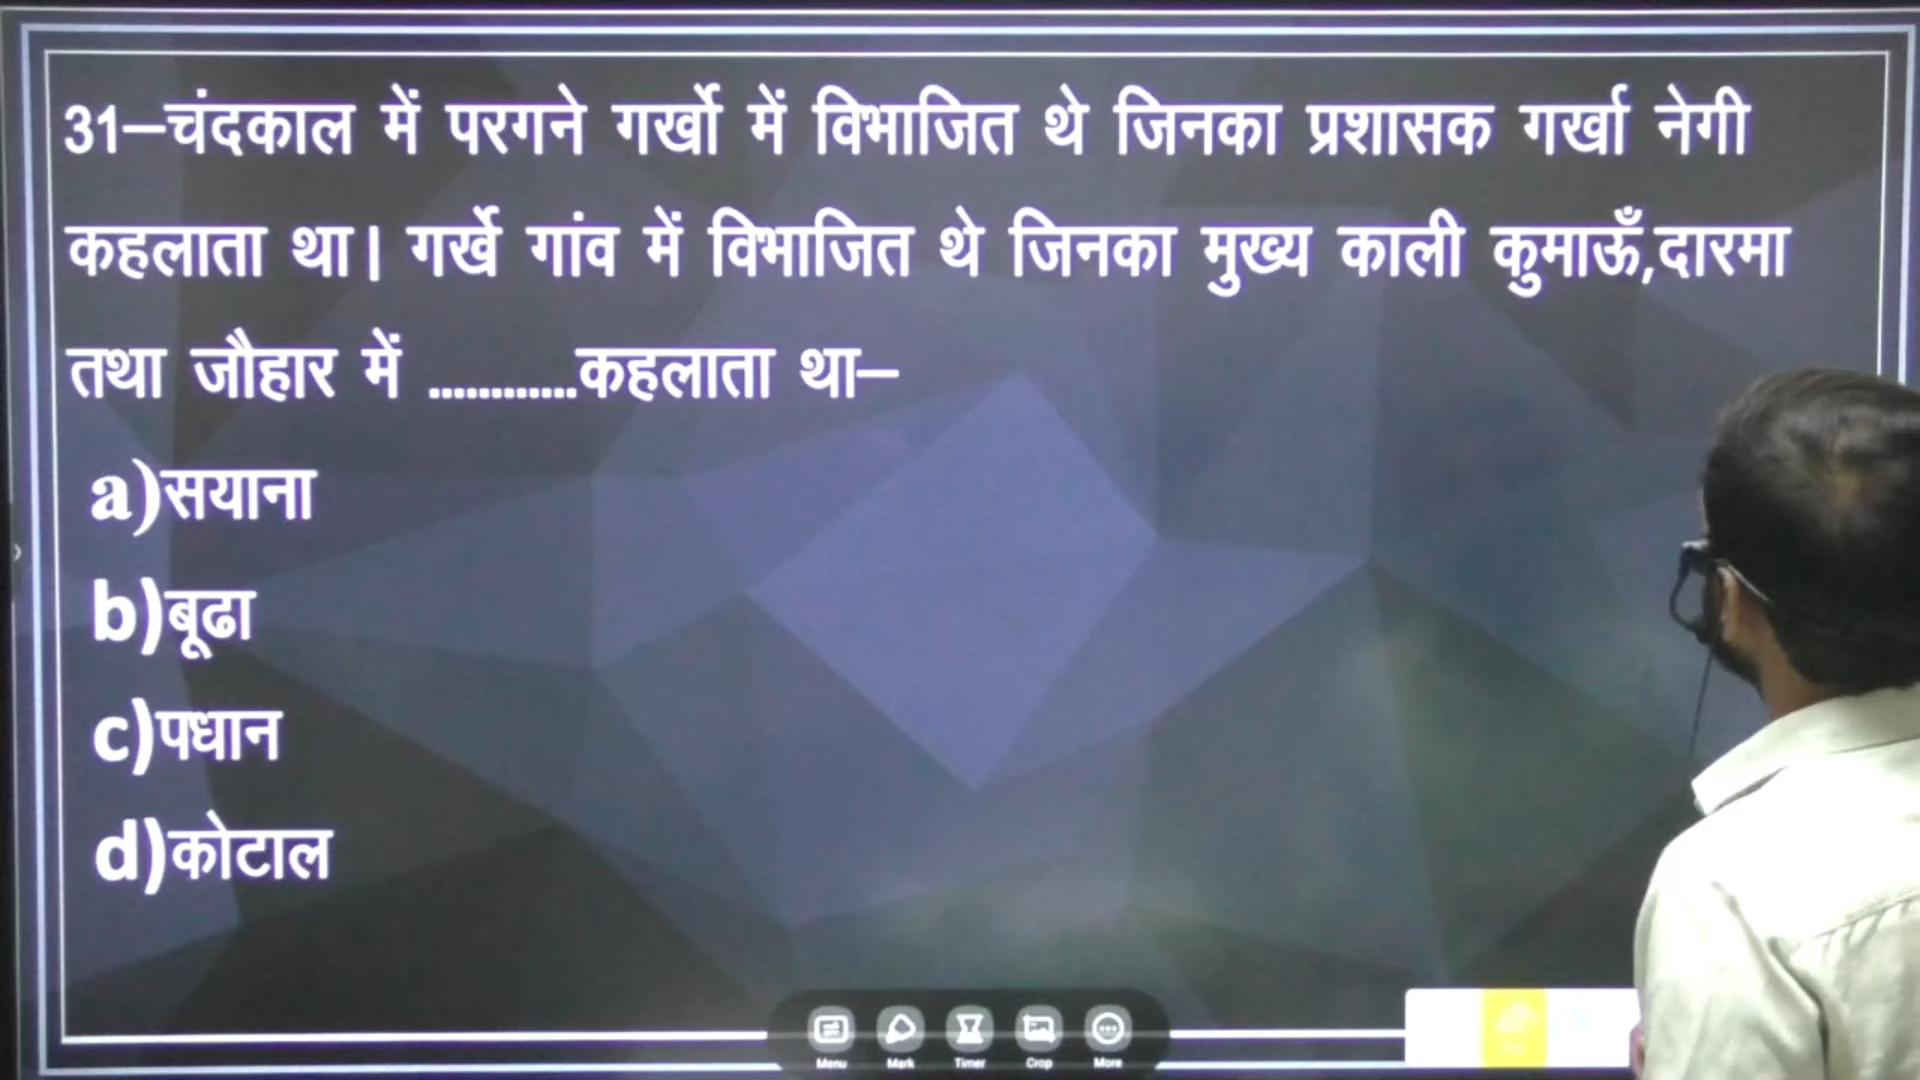 31–चंदकाल में परगने गर्खो में विभाजित थे जिनका प्रशासक गर्खा नेगी
कहलाता था। गर्खे गांव में विभाजित थे जिनका मुख्य काली कुमाऊँ,दारमा
तथा जौहार में ............कहलाता था–
a)सयाना
b)बूढा
c)पधान
d)कोटाल
Menu Mark Timer Crop More